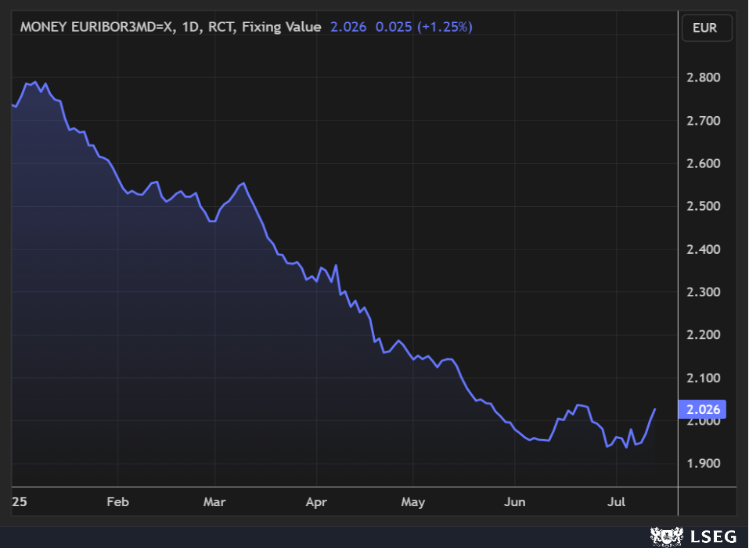 MONEY EURIBOR3MD=X, 1D, RCT, Fixing Value 2.026 0.025 (+1.25%)
EUR
2.800
2.700
2.600
2.500
2.400
2.300
2.200
2.100
2.026
2.000
1.900
25 Feb Mar Apr May Jun Jul
LSEG